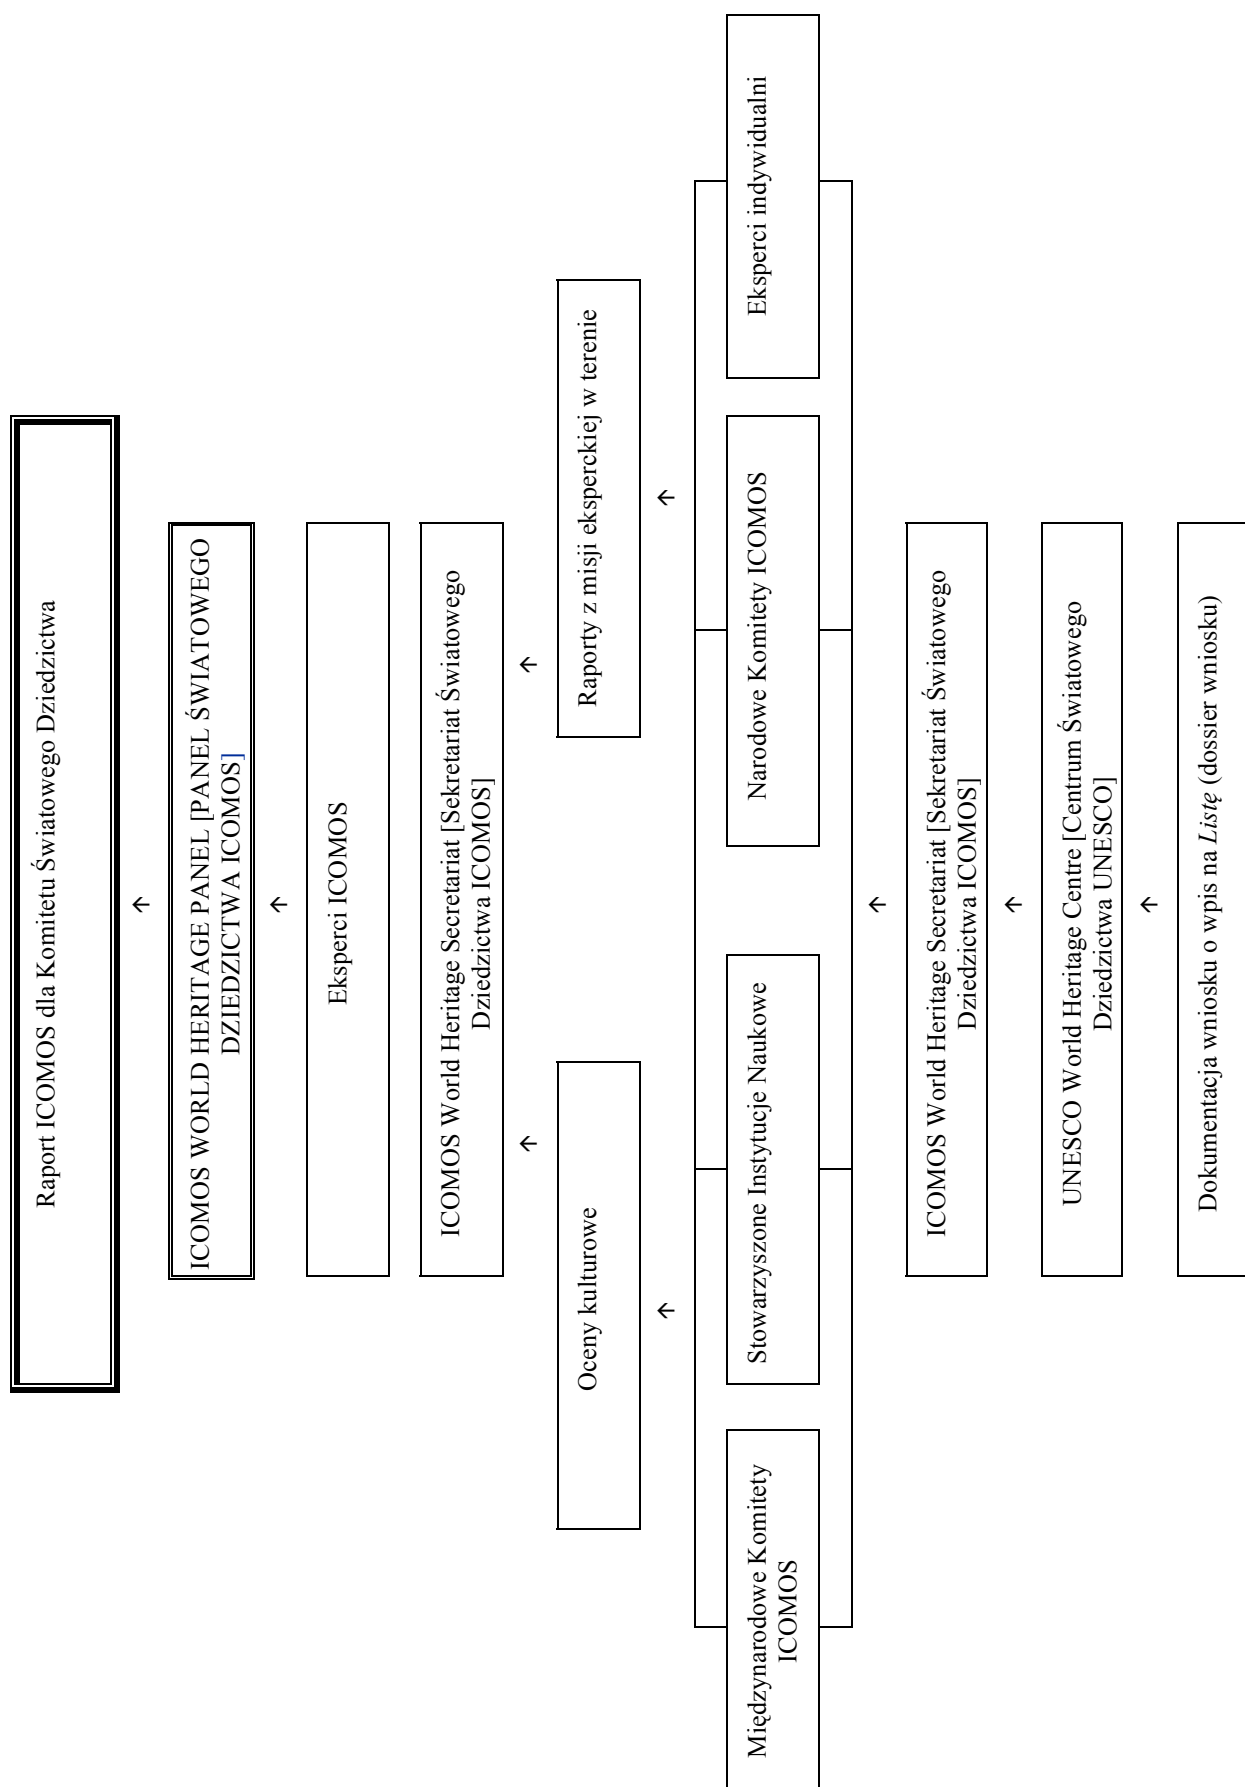 Raport ICOMOS dla Komitetu Światowego Dziedzictwa
ICOMOS WORLD HERITAGE PANEL [PANEL ŚWIATOWEGO
DZIEDZICTWA ICOMOS]
Eksperci ICOMOS
ICOMOS World Heritage Secretariat [Sekretariat Światowego
Dziedzictwa ICOMOS]
Oceny kulturowe
Raporty z misji eksperckiej w terenie
Międzynarodowe Komitety
ICOMOS
Stowarzyszone Instytucje Naukowe
Narodowe Komitety ICOMOS
Eksperci indywidualni
ICOMOS World Heritage Secretariat [Sekretariat Światowego
Dziedzictwa ICOMOS]
UNESCO World Heritage Centre [Centrum Światowego
Dziedzictwa UNESCO]
Dokumentacja wniosku o wpis na Listę (dossier wniosku)